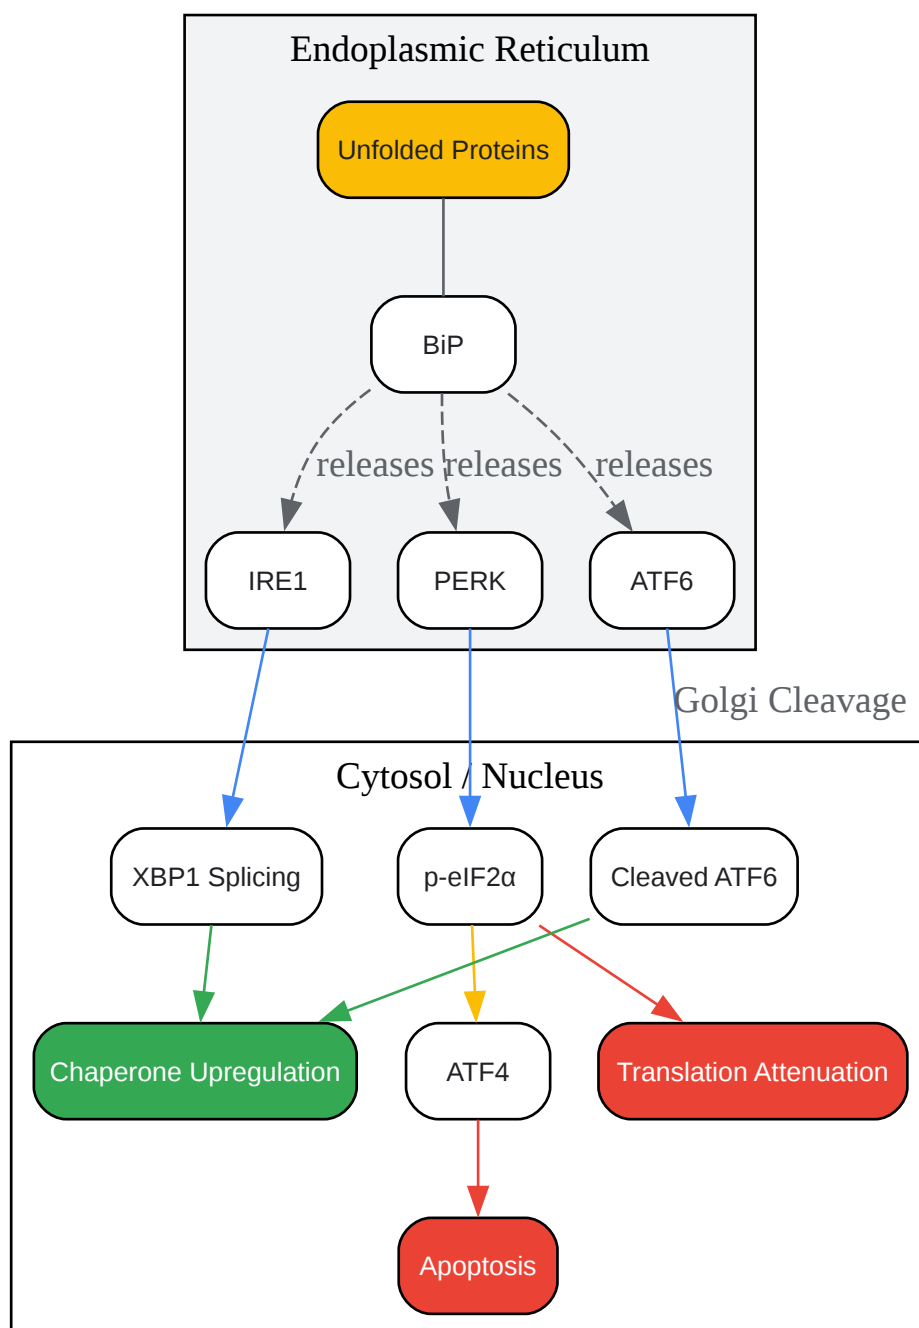 Endoplasmic Reticulum
Unfolded Proteins
BiP
releases
releases
releases
IRE1
PERK
ATF6
Golgi Cleavage
Cytosol / Nucleus
XBP1 Splicing
p-eIF2α
Cleaved ATF6
Chaperone Upregulation
ATF4
Translation Attenuation
Apoptosis